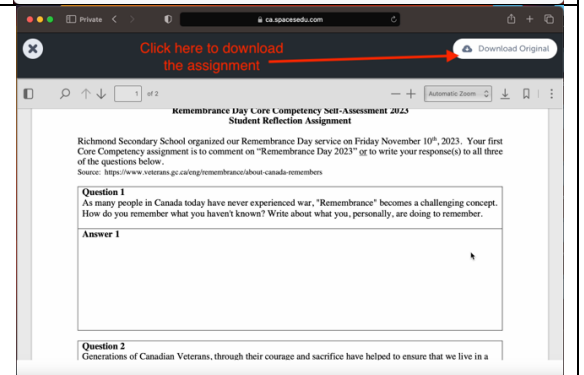 Private
ca.spacesedu.com
Click here to download
the assignment
Download Original
1 of 2
Automatic Zoom
Remembrance Day Core Competency Self-Assessment 2023
Student Reflection Assignment
Richmond Secondary School organized our Remembrance Day service on Friday November 10th, 2023. Your first
Core Competency assignment is to comment on “Remembrance Day 2023” or to write your response(s) to all three
of the questions below.
Source: https://www.veterans.gc.ca/eng/remembrance/about-canada-remembers
Question 1
As many people in Canada today have never experienced war, "Remembrance" becomes a challenging concept.
How do you remember what you haven't known? Write about what you, personally, are doing to remember.
Answer 1
Question 2
Generations of Canadian Veterans, through their courage and sacrifice have helped to ensure that we live in a